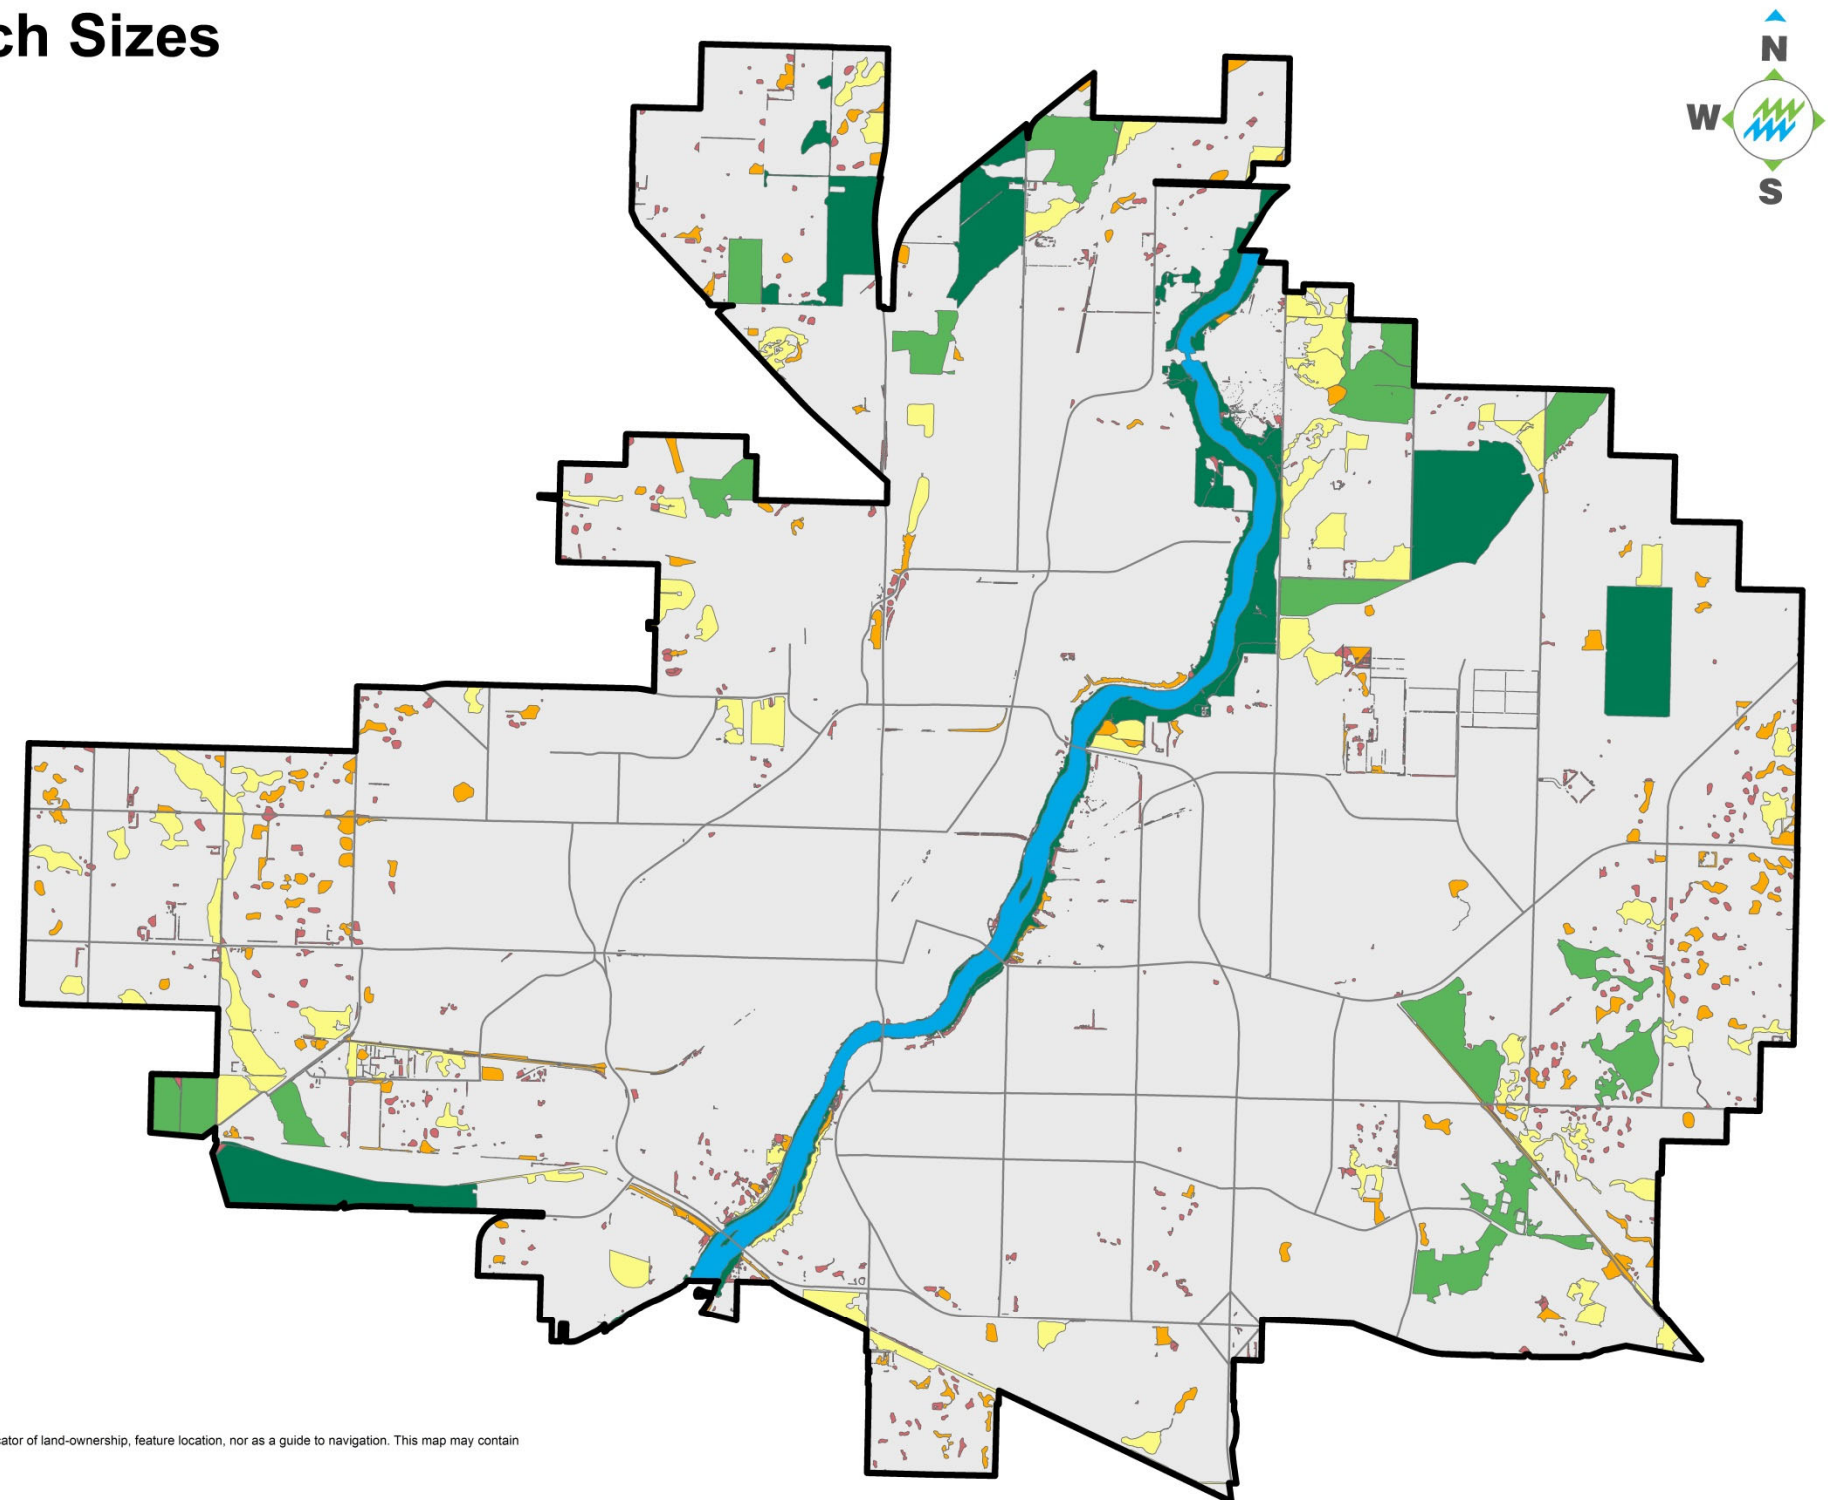 ch Sizes
N
W
S
cator of land-ownership, feature location, nor as a guide to navigation. This map may contain